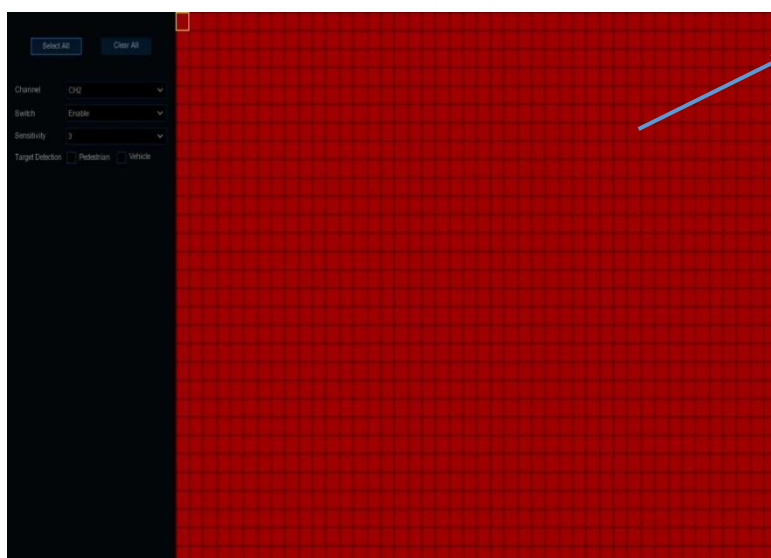 Select All Clear All
Channel CH2
Switch Enable
Sensitivity 3
Target Detection Pedestrian Vehicle